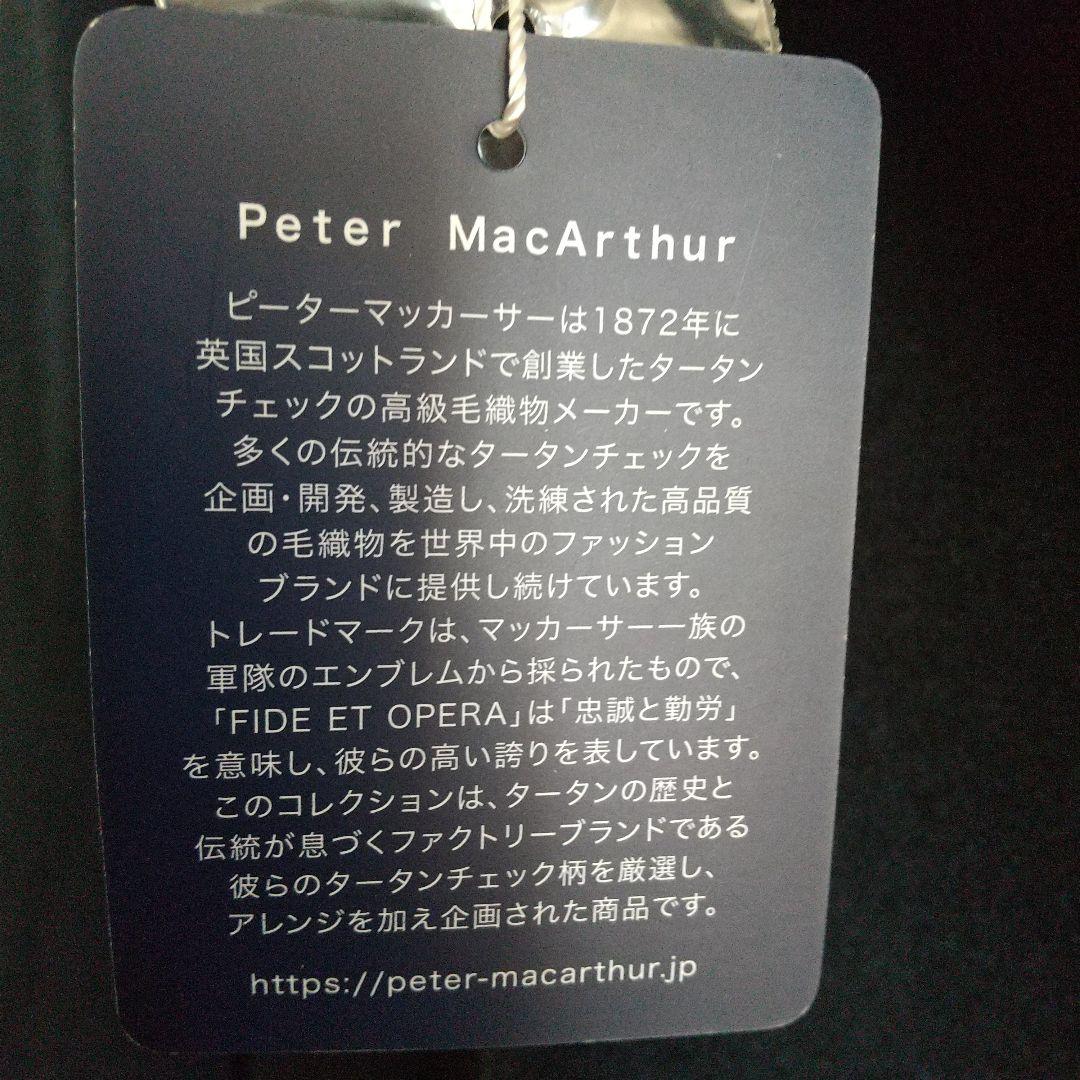 Peter MacArthur
ピーターマッカーサーは1872年に
英国スコットランドで創業したタータン
チェックの高級毛織物メーカーです。
多くの伝統的なタータンチェックを
企画・開発、製造し、洗練された高品質
の毛織物を世界中のファッション
ブランドに提供し続けています。
トレードマークは、マッカーサー一族の
軍隊のエンブレムから採られたもので、
「FIDE ET OPERA」は「忠誠と勤労」
を意味し、彼らの高い誇りを表しています。
このコレクションは、タータンの歴史と
伝統が息づくファクトリーブランドである
彼らのタータンチェック柄を厳選し、
アレンジを加え企画された商品です。
https://peter-macarthur.jp